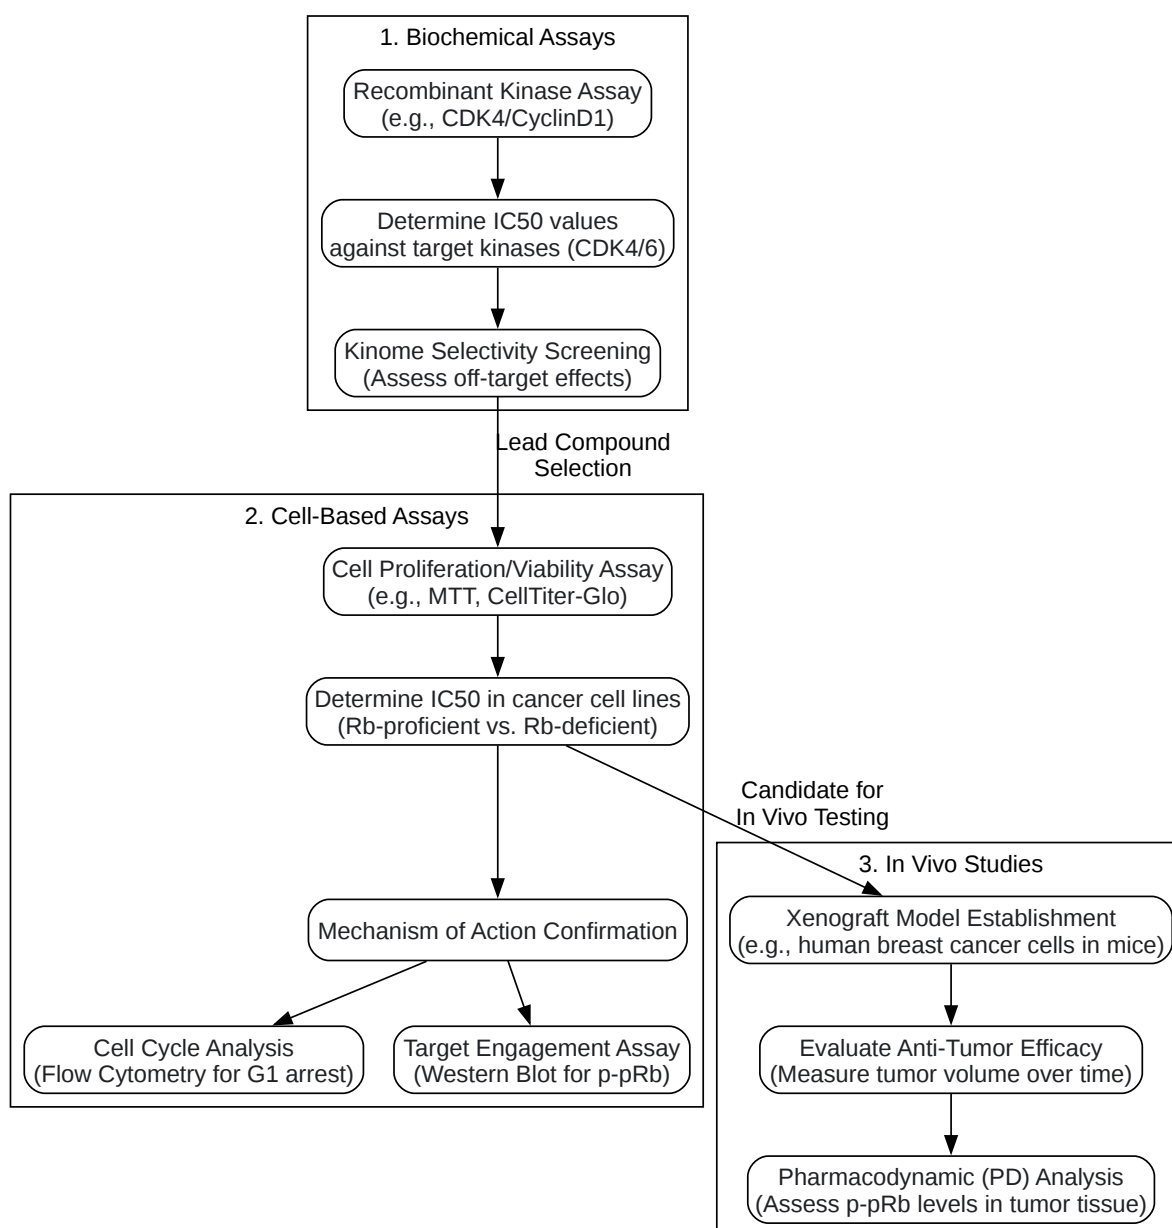 1. Biochemical Assays
Recombinant Kinase Assay
(e.g., CDK4/CyclinD1)
Determine IC50 values
against target kinases (CDK4/6)
Kinome Selectivity Screening
(Assess off-target effects)
Lead Compound
Selection
2. Cell-Based Assays
Cell Proliferation/Viability Assay
(e.g., MTT, CellTiter-Glo)
Determine IC50 in cancer cell lines
(Rb-proficient vs. Rb-deficient)
Mechanism of Action Confirmation
Cell Cycle Analysis
(Flow Cytometry for G1 arrest)
Target Engagement Assay
(Western Blot for p-pRb)
Candidate for
In Vivo Testing
3. In Vivo Studies
Xenograft Model Establishment
(e.g., human breast cancer cells in mice)
Evaluate Anti-Tumor Efficacy
(Measure tumor volume over time)
Pharmacodynamic (PD) Analysis
(Assess p-pRb levels in tumor tissue)